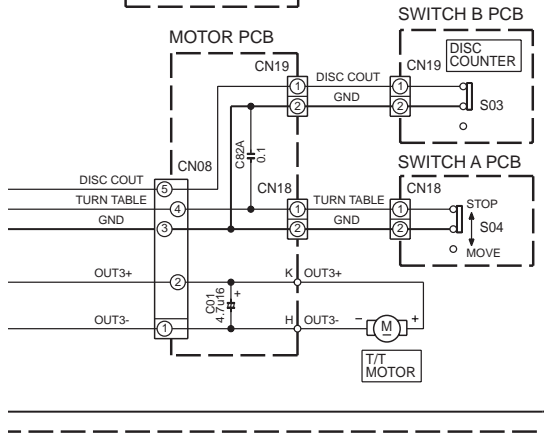 SWITCH B PCB
MOTOR PCB
DISC
COUNTER
CN19
CN19
1
DISC COUT
1
2
GND
2
S03
C82A
0.1
SWITCH A PCB
CN08
DISC COUT
5
CN18
CN18
TURN TABLE
4
1
TURN TABLE
1
STOP
GND
3
2
GND
2
S04
MOVE
OUT3+
2
K
OUT3+
C01
4.7u16
+
OUT3-
1
H
OUT3-
–
M
+
T/T
MOTOR